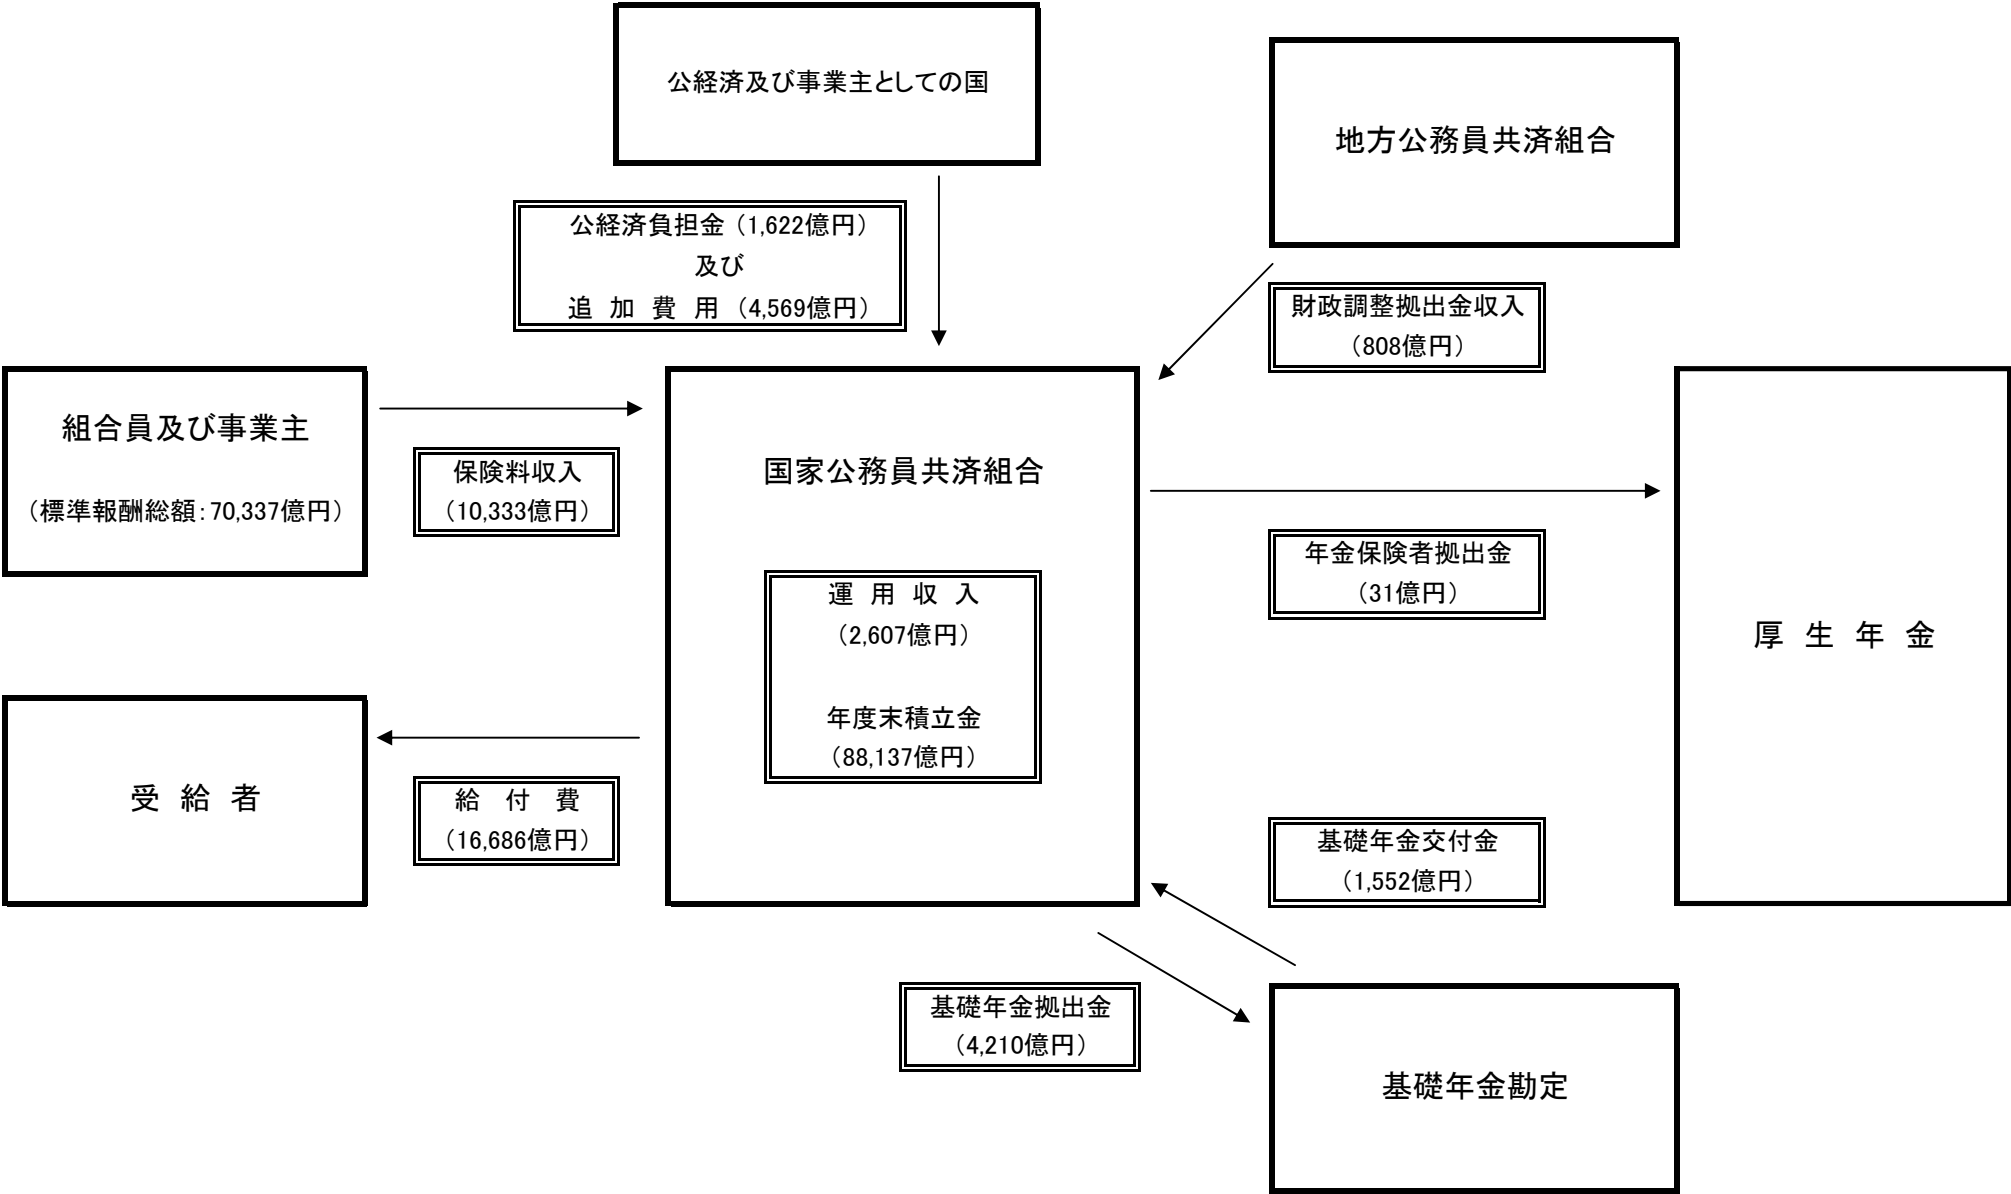 公経済及び事業主としての国
地方公務員共済組合
公経済負担金（1,622億円）
及び
追　加　費　用　（4,569億円）
財政調整拠出金収入
（808億円）
組合員及び事業主
（標準報酬総額：70,337億円）
保険料収入
（10,333億円）
国家公務員共済組合
年金保険者拠出金
（31億円）
運　用　収　入
（2,607億円）
年度末積立金
（88,137億円）
厚　生　年　金
受　給　者
給　付　費
（16,686億円）
基礎年金交付金
（1,552億円）
基礎年金拠出金
（4,210億円）
基礎年金勘定